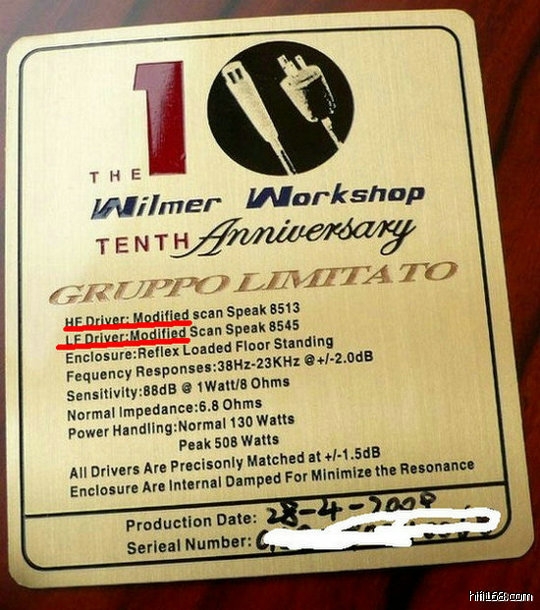 THE 10
Wilmer Workshop
TENTH Anniversary
GRUPPO LIMITATO
HF Driver: Modified scan Speak 8513
LF Driver:Modified Scan Speak 8545
Enclosure:Reflex Loaded Floor Standing
Fequency Responses:38Hz-23KHz @+/-2.0dB
Sensitivity:88dB @ 1Watt/8 Ohms
Normal Impedance:6.8 Ohms
Power Handling:Normal 130 Watts
Peak 508 Watts
All Drivers Are Precisonly Matched at +/-1.5dB
Enclosure Are Internal Damped For Minimize the Resonance
Production Date: 28-4-2009
Serieal Number:
hifi168.com